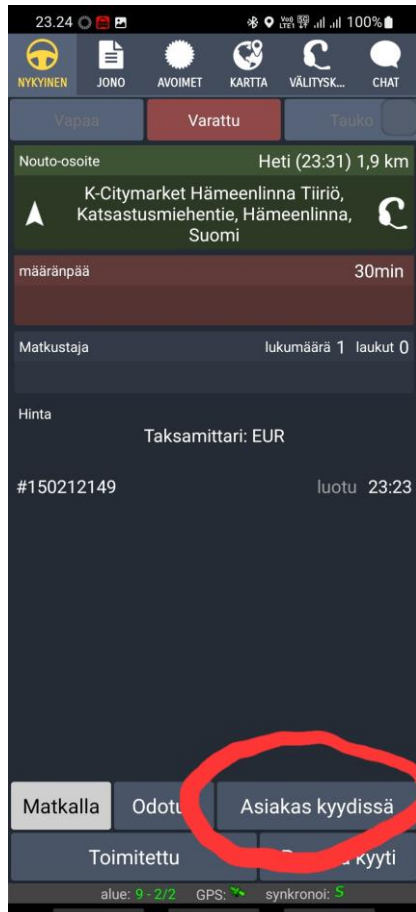 23.24 100%
NYKYINEN JONO AVOIMET KARTTA VÄLITYSK... CHAT
Vapaa Varattu Tauko
Nouto-osoite Heti (23:31) 1,9 km
K-Citymarket Hämeenlinna Tiiriö,
Katsastusmiehentie, Hämeenlinna,
Suomi
määränpää 30min
Matkustaja lukumäärä 1 laukut 0
Hinta
Taksamittari: EUR
#150212149 luotu 23:23
Matkalla Asiakas kyydissä
Toimitettu kyyti
alue: 9 - 2/2 GPS: synkronoi: S